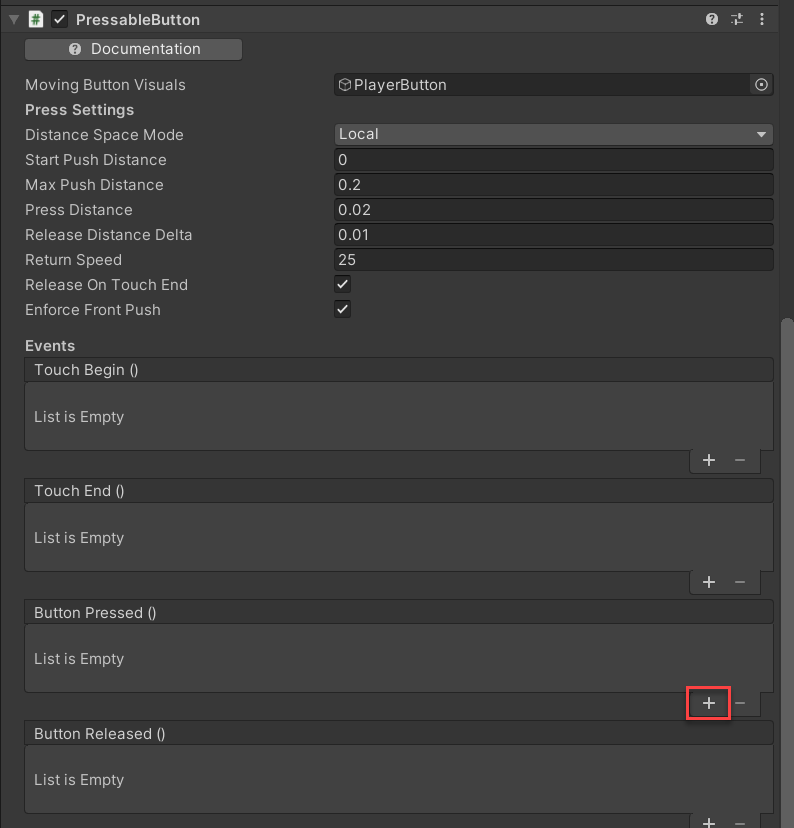 PressableButton
Documentation
Moving Button Visuals PlayerButton
Press Settings
Distance Space Mode Local
Start Push Distance 0
Max Push Distance 0.2
Press Distance 0.02
Release Distance Delta 0.01
Return Speed 25
Release On Touch End
Enforce Front Push
Events
Touch Begin ()
List is Empty
Touch End ()
List is Empty
Button Pressed ()
List is Empty
Button Released ()
List is Empty